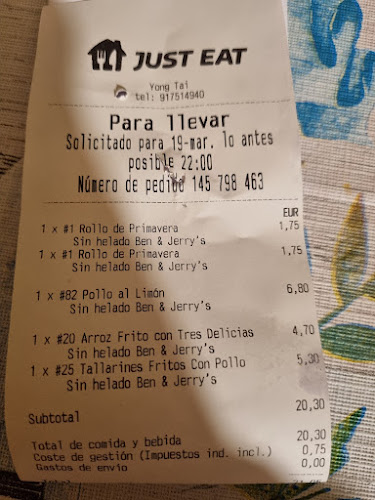 JUST EAT
Yong Tai
tel: 917514940
Para llevar
Solicitado para 19-mar. lo antes
posible 22:00
Número de pedido 145 798 463
EUR
1 x #1 Rollo de Primavera 1,75
Sin helado Ben & Jerry's
1 x #1 Rollo de Primavera 1,75
Sin helado Ben & Jerry's
1 x #82 Pollo al Limón 6,80
Sin helado Ben & Jerry's
1 x #20 Arroz Frito con Tres Delicias 4,70
Sin helado Ben & Jerry's
1 x #25 Tallarines Fritos Con Pollo 5,30
Sin helado Ben & Jerry's
Subtotal 20,30
Total de comida y bebida 20,30
Coste de gestión (Impuestos ind. incl.) 0,75
Gastos de envío 0,00